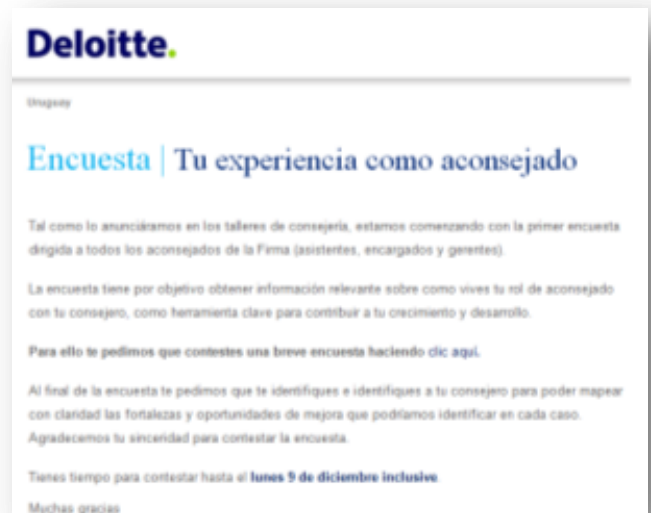 Deloitte.
Uruguay
Encuesta | Tu experiencia como aconsejado
Tal como lo anunciáramos en los talleres de consejería, estamos comenzando con la primer encuesta
dirigida a todos los aconsejados de la Firma (asistentes, encargados y gerentes).
La encuesta tiene por objetivo obtener información relevante sobre como vives tu rol de aconsejado
con tu consejero, como herramienta clave para contribuir a tu crecimiento y desarrollo.
Para ello te pedimos que contestes una breve encuesta haciendo clic aquí.
Al final de la encuesta te pedimos que te identifiques e identifiques a tu consejero para poder mapear
con claridad las fortalezas y oportunidades de mejora que podríamos identificar en cada caso.
Agradecemos tu sinceridad para contestar la encuesta.
Tienes tiempo para contestar hasta el lunes 9 de diciembre inclusive.
Muchas gracias